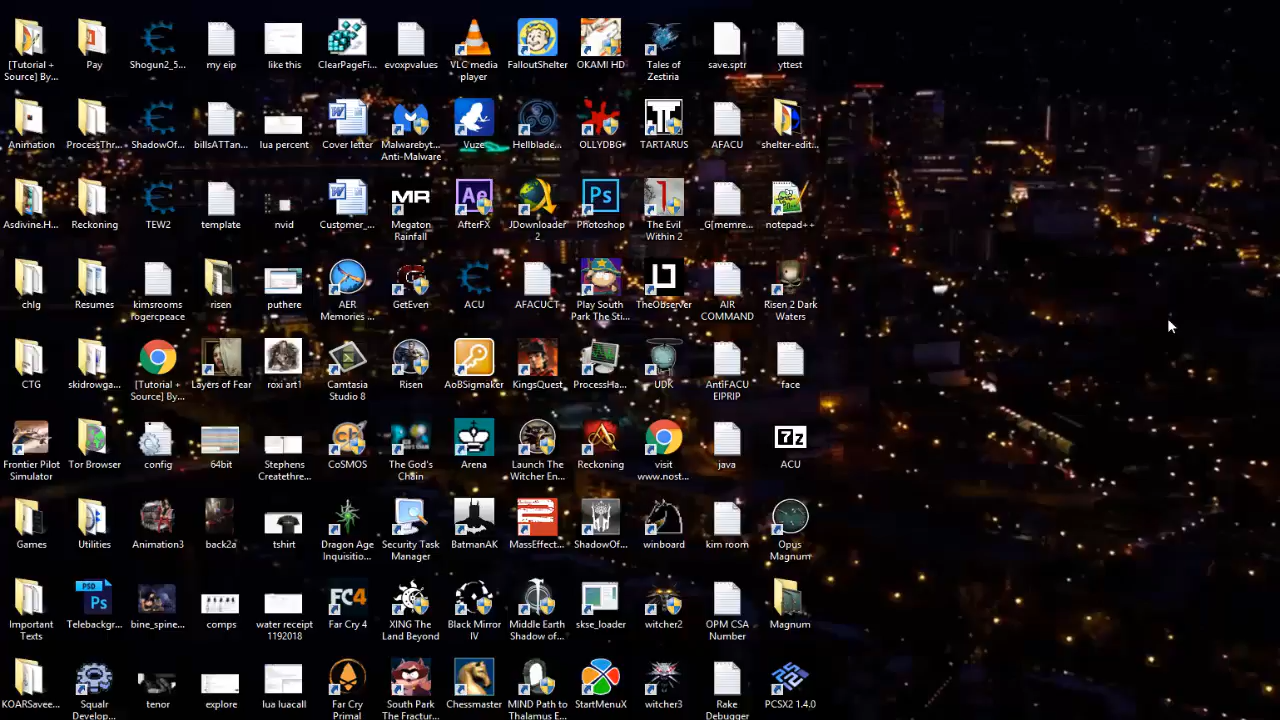 [Tutorial +
Source] By...
Pay
Shogun2_5...
my eip
like this
ClearPageFi...
evoxpvalues
VLC media
player
FalloutShelter
OKAMI HD
Tales of
Zestiria
save.sptr
yttest
Animation
ProcessThr...
ShadowOf...
billsATTan...
lua percent
Cover letter
Malwarebyt...
Anti-Malware
Vuze
Hellblade...
OLLYDBG
TARTARUS
AFACU
shelter-edit...
Asdivine.H...
Reckoning
TEW2
template
nvid
Customer_...
MR
Megaton
Rainfall
Ae
AfterFX
JDownloader
2
Ps
Photoshop
The Evil
Within 2
_G[memre...
notepad++
chlg
Resumes
kimsrooms
rogercpeace
risen
puthere
AER
Memories ...
GetEven
ACU
AFACUCT
Play South
Park The Sti...
TheObserver
AIR
COMMAND
Risen 2 Dark
Waters
CTG
skidrowga...
[Tutorial +
Source] By...
Layers of Fear
roxi art1
Camtasia
Studio 8
Risen
AoBSigmaker
KingsQuest
ProcessHa...
UDK
AntiFACU
EIPRIP
face
Frontier Pilot
Simulator
Tor Browser
config
64bit
Stephens
Createthre...
CoSMOS
The God's
Chain
Arena
Launch The
Witcher En...
Reckoning
visit
www.nost...
java
7z
ACU
Games
Utilities
Animation3
back2a
tshirt
Dragon Age
Inquisitio...
Security Task
Manager
BatmanAK
MassEffect...
ShadowOf...
winboard
kim room
Opus
Magnum
Important
Texts
PSD
Ps
Telebackgr...
bine_spine...
comps
water receipt
1192018
FC4
Far Cry 4
XING The
Land Beyond
Black Mirror
IV
Middle Earth
Shadow of...
skse_loader
witcher2
OPM CSA
Number
Magnum
KOARSavee...
Squalr
Develop...
tenor
explore
lua luacall
Far Cry
Primal
South Park
The Fractur...
Chessmaster
MIND Path to
Thalamus E...
StartMenuX
witcher3
Rake
Debugger
PCSX2 1.4.0